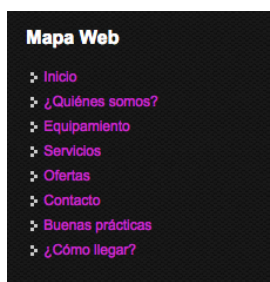 Mapa Web
Inicio
¿Quiénes somos?
Equipamiento
Servicios
Ofertas
Contacto
Buenas prácticas
¿Cómo llegar?